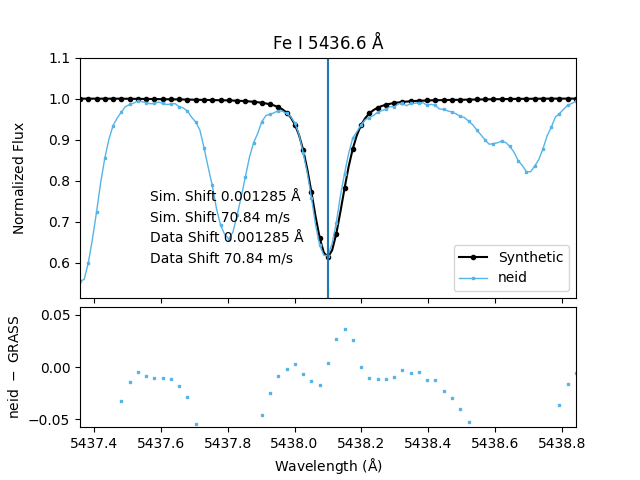 Fe I 5436.6 Å
Normalized Flux
1.1
1.0
0.9
0.8
0.7
0.6
Sim. Shift 0.001285 Å
Sim. Shift 70.84 m/s
Data Shift 0.001285 Å
Data Shift 70.84 m/s
Synthetic
neid
neid − GRASS
0.05
0.00
−0.05
5437.4 5437.6 5437.8 5438.0 5438.2 5438.4 5438.6 5438.8
Wavelength (Å)